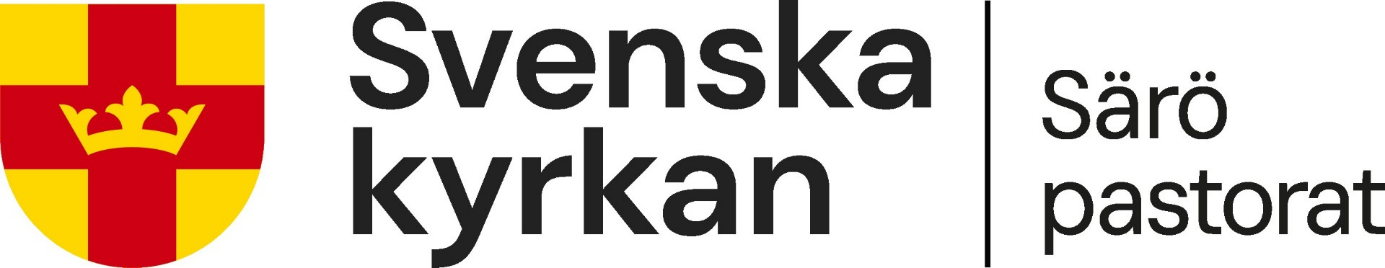 Svenska
kyrkan
Särö
pastorat